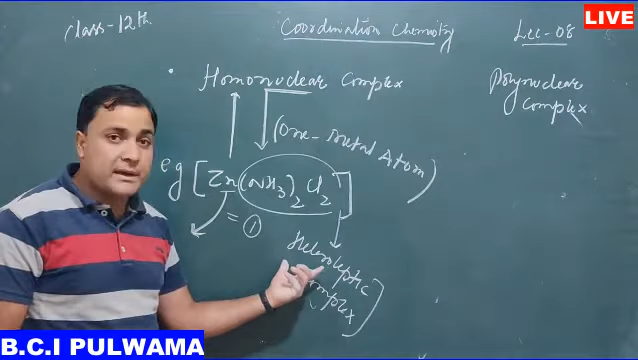 LIVE
Class-12th
Coordination Chemistry
Lec-08
Homonuclear Complex
Polynuclear
Complex
(One-metal Atom)
eg [Zn(NH3)2Cl2]
= 1
Heteroleptic
Complex
B.C.I PULWAMA